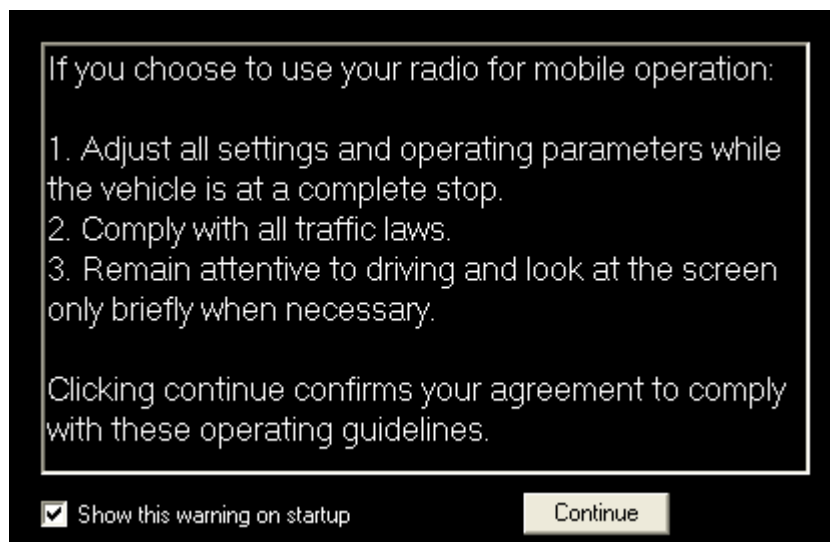 If you choose to use your radio for mobile operation:
1. Adjust all settings and operating parameters while
the vehicle is at a complete stop.
2. Comply with all traffic laws.
3. Remain attentive to driving and look at the screen
only briefly when necessary.
Clicking continue confirms your agreement to comply
with these operating guidelines.
Show this warning on startup
Continue